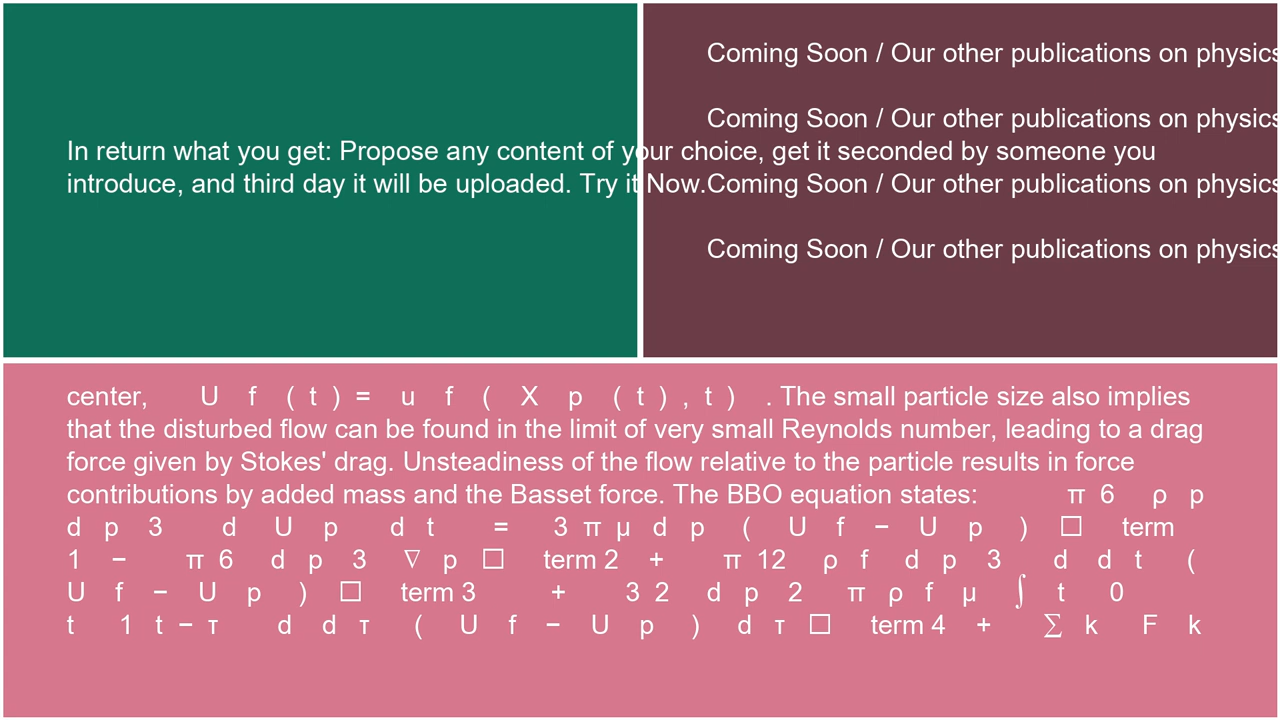 In return what you get: Propose any content of your choice, get it seconded by someone you
introduce, and third day it will be uploaded. Try it Now.
Coming Soon / Our other publications on physics
Coming Soon / Our other publications on physics
Coming Soon / Our other publications on physics
Coming Soon / Our other publications on physics
center, U f ( t ) = u f ( X p ( t ) , t ) . The small particle size also implies
that the disturbed flow can be found in the limit of very small Reynolds number, leading to a drag
force given by Stokes' drag. Unsteadiness of the flow relative to the particle results in force
contributions by added mass and the Basset force. The BBO equation states: π 6 ρ p
d p 3 d U p d t = 3 π μ d p ( U f − U p ) □ term
1 − π 6 d p 3 ∇ p □ term 2 + π 12 ρ f d p 3 d d t (
U f − U p ) □ term 3 + 3 2 d p 2 π ρ f μ ∫ t 0
t 1 t − τ d d τ ( U f − U p ) d τ □ term 4 + ∑ k F k